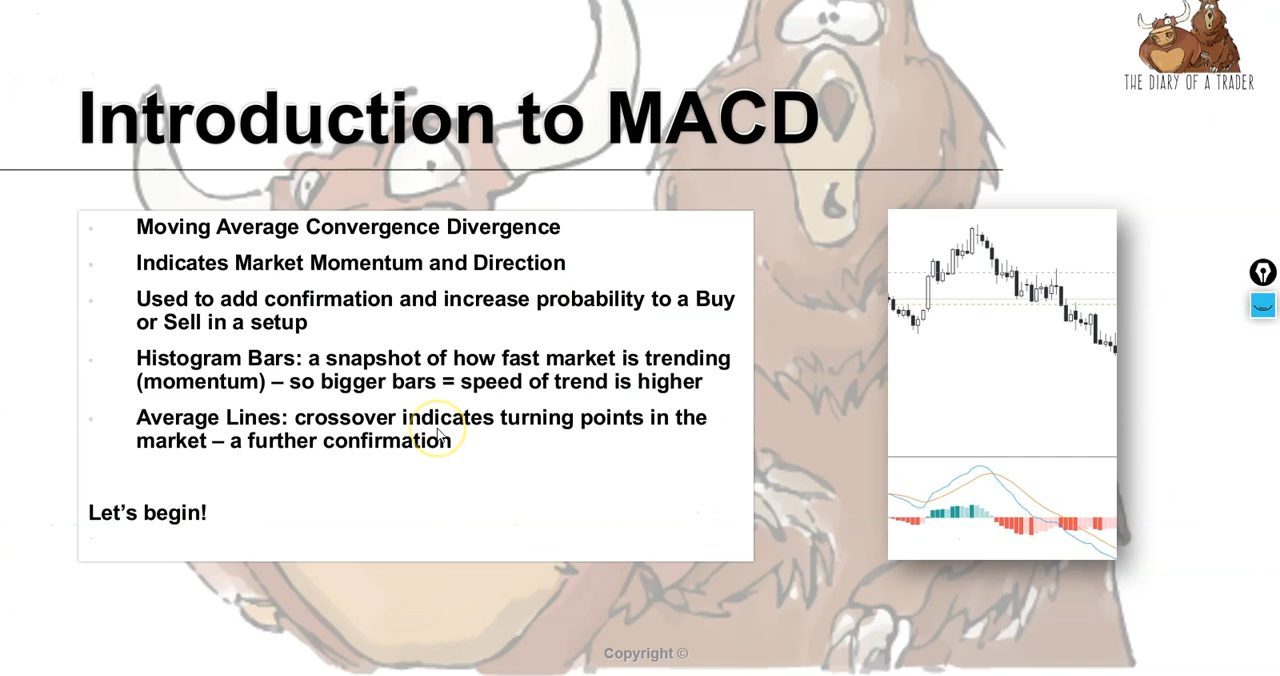 THE DIARY OF A TRADER
Introduction to MACD
Moving Average Convergence Divergence
Indicates Market Momentum and Direction
Used to add confirmation and increase probability to a Buy
or Sell in a setup
Histogram Bars: a snapshot of how fast market is trending
(momentum) – so bigger bars = speed of trend is higher
Average Lines: crossover indicates turning points in the
market – a further confirmation
Let’s begin!
Copyright ©